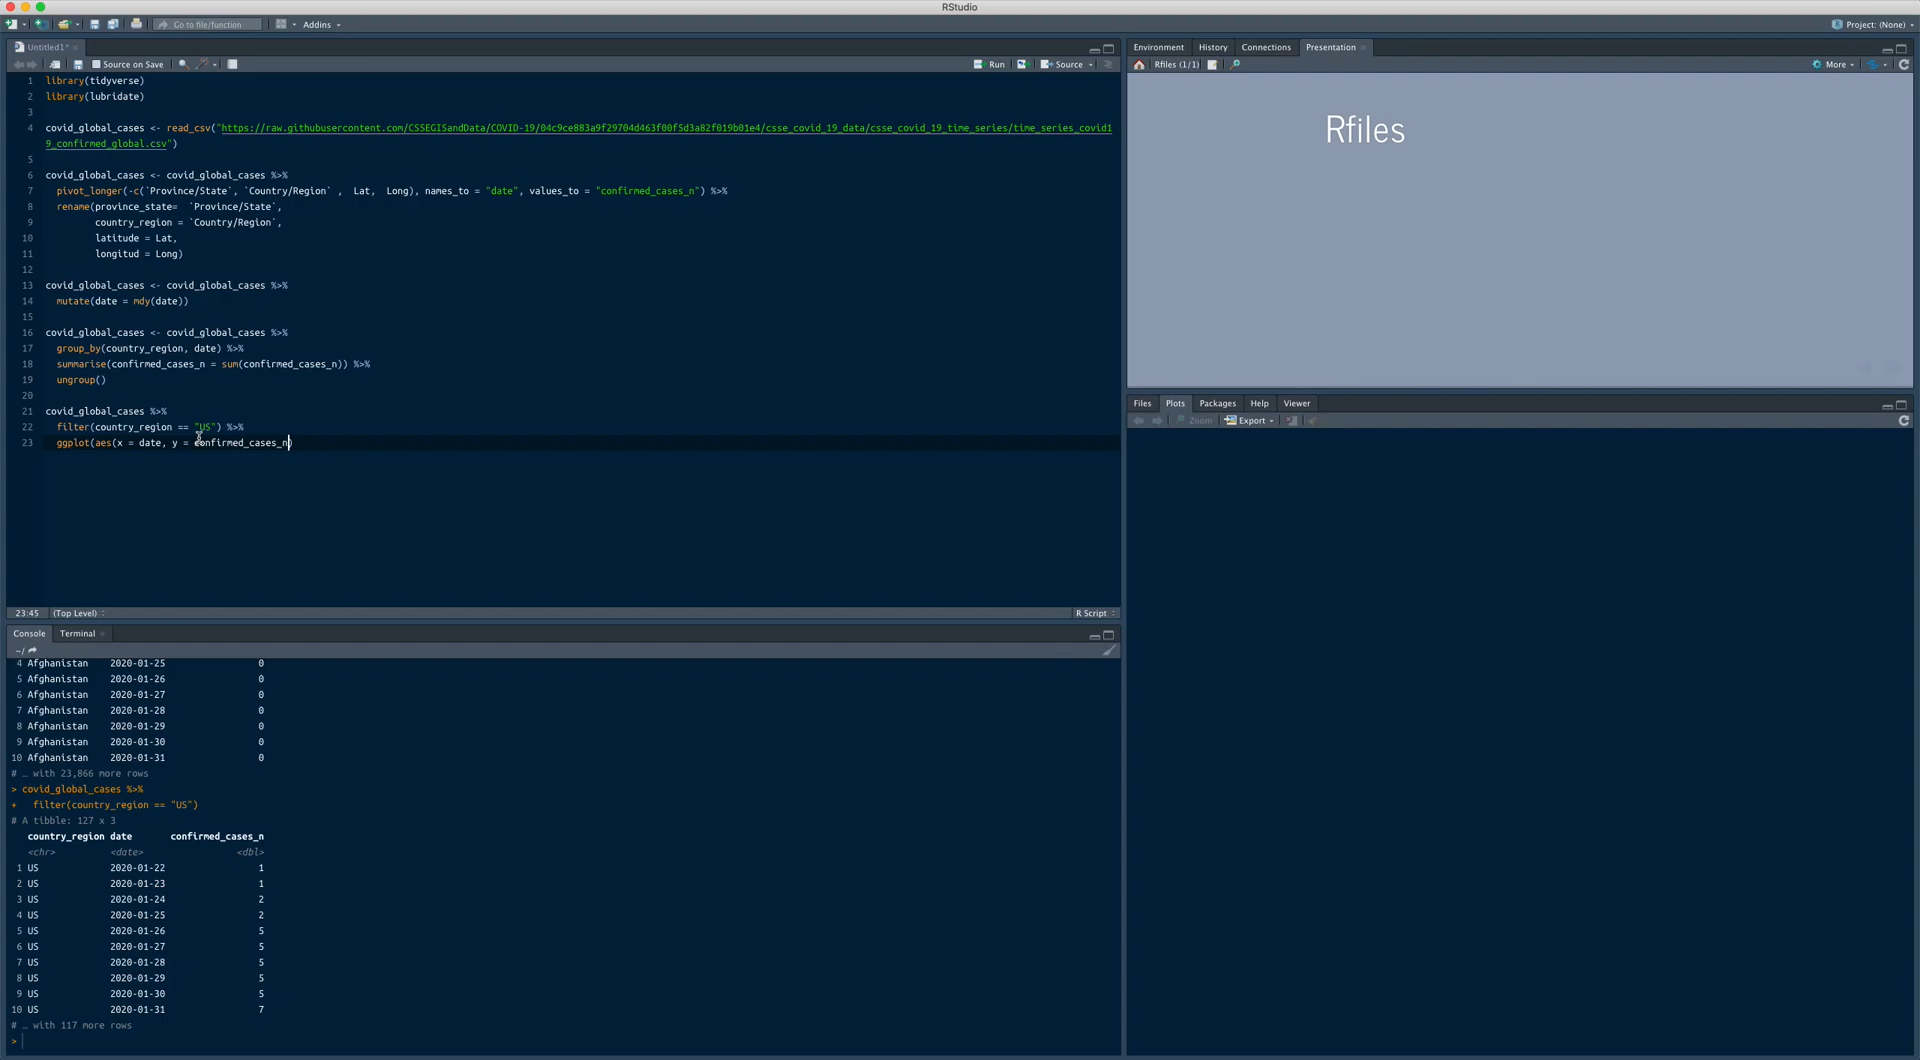 RStudio
Go to file/function
Addins
Project: (None)
Untitled1*
Source on Save
Run
Source
1 library(tidyverse)
2 library(lubridate)
3
4 covid_global_cases <- read_csv("https://raw.githubusercontent.com/CSSEGISandData/COVID-19/04c9ce883a9f29704d463f00f5d3a82f019b01e4/csse_covid_19_data/csse_covid_19_time_series/time_series_covid1
9_confirmed_global.csv")
5
6 covid_global_cases <- covid_global_cases %>%
7 pivot_longer(-c(`Province/State`, `Country/Region` , Lat, Long), names_to = "date", values_to = "confirmed_cases_n") %>%
8 rename(province_state= `Province/State`,
9 country_region = `Country/Region`,
10 latitude = Lat,
11 longitud = Long)
12
13 covid_global_cases <- covid_global_cases %>%
14 mutate(date = mdy(date))
15
16 covid_global_cases <- covid_global_cases %>%
17 group_by(country_region, date) %>%
18 summarise(confirmed_cases_n = sum(confirmed_cases_n)) %>%
19 ungroup()
20
21 covid_global_cases %>%
22 filter(country_region == "US") %>%
23 ggplot(aes(x = date, y = confirmed_cases_n)
23:45 (Top Level)
R Script
Console Terminal
~/
4 Afghanistan 2020-01-25 0
5 Afghanistan 2020-01-26 0
6 Afghanistan 2020-01-27 0
7 Afghanistan 2020-01-28 0
8 Afghanistan 2020-01-29 0
9 Afghanistan 2020-01-30 0
10 Afghanistan 2020-01-31 0
# … with 23,866 more rows
> covid_global_cases %>%
+ filter(country_region == "US")
# A tibble: 127 x 3
country_region date confirmed_cases_n
<chr> <date> <dbl>
1 US 2020-01-22 1
2 US 2020-01-23 1
3 US 2020-01-24 2
4 US 2020-01-25 2
5 US 2020-01-26 5
6 US 2020-01-27 5
7 US 2020-01-28 5
8 US 2020-01-29 5
9 US 2020-01-30 5
10 US 2020-01-31 7
# … with 117 more rows
>
Environment History Connections Presentation
Rfiles (1/1)
More
Rfiles
Files Plots Packages Help Viewer
Zoom Export